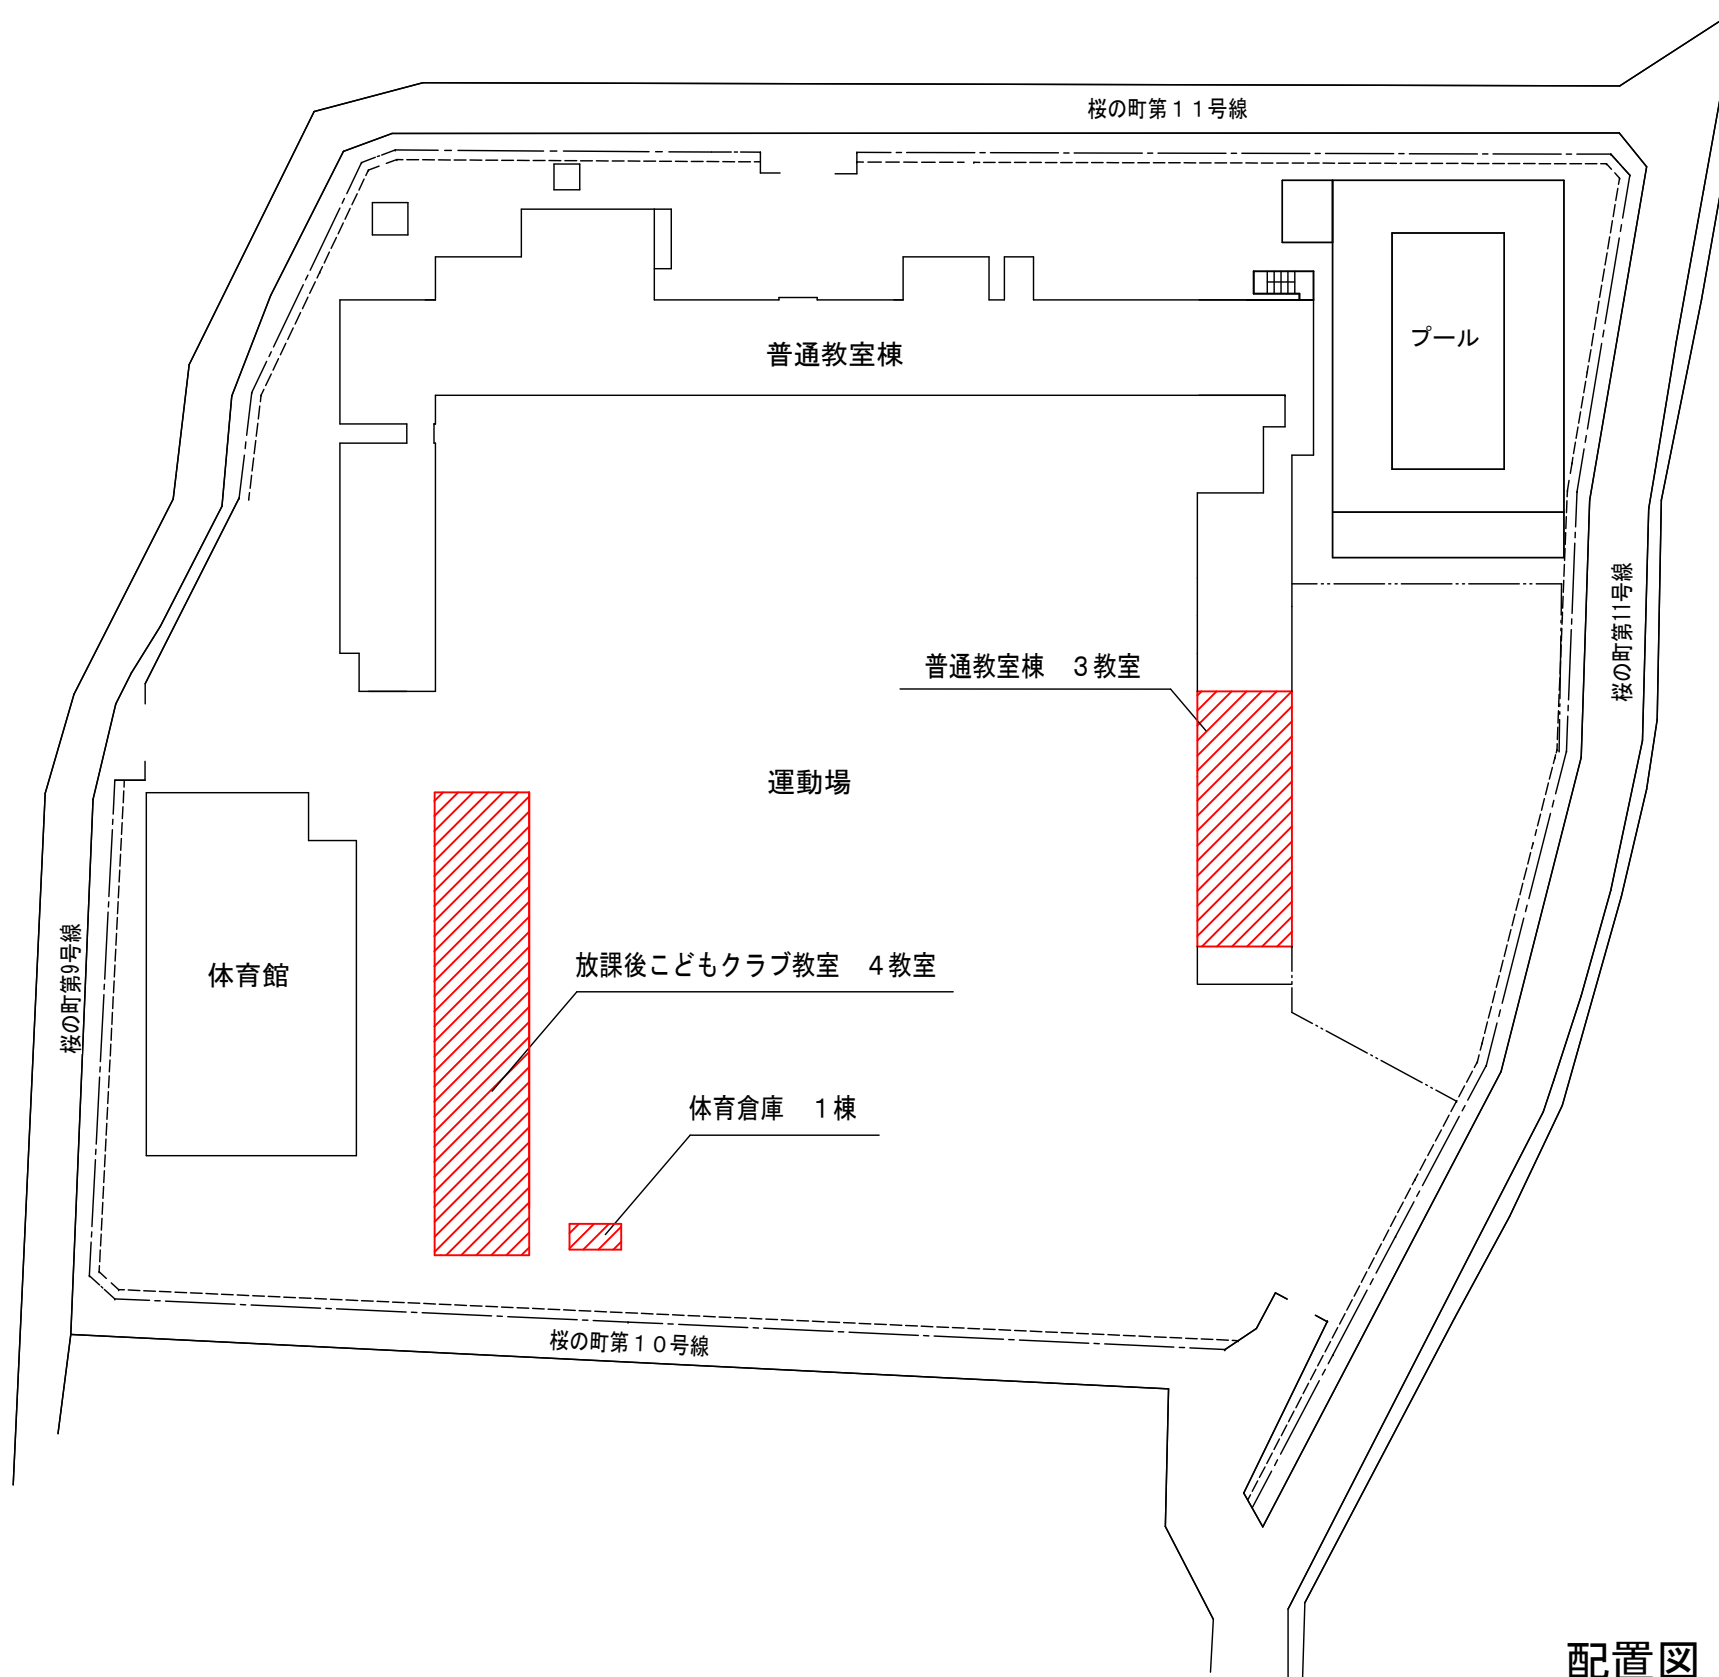 桜の町第１１号線
プール
普通教室棟
桜の町第11号線
普通教室棟　３教室
運動場
桜の町第9号線
体育館
放課後こどもクラブ教室　４教室
体育倉庫　１棟
桜の町第１０号線
配置図